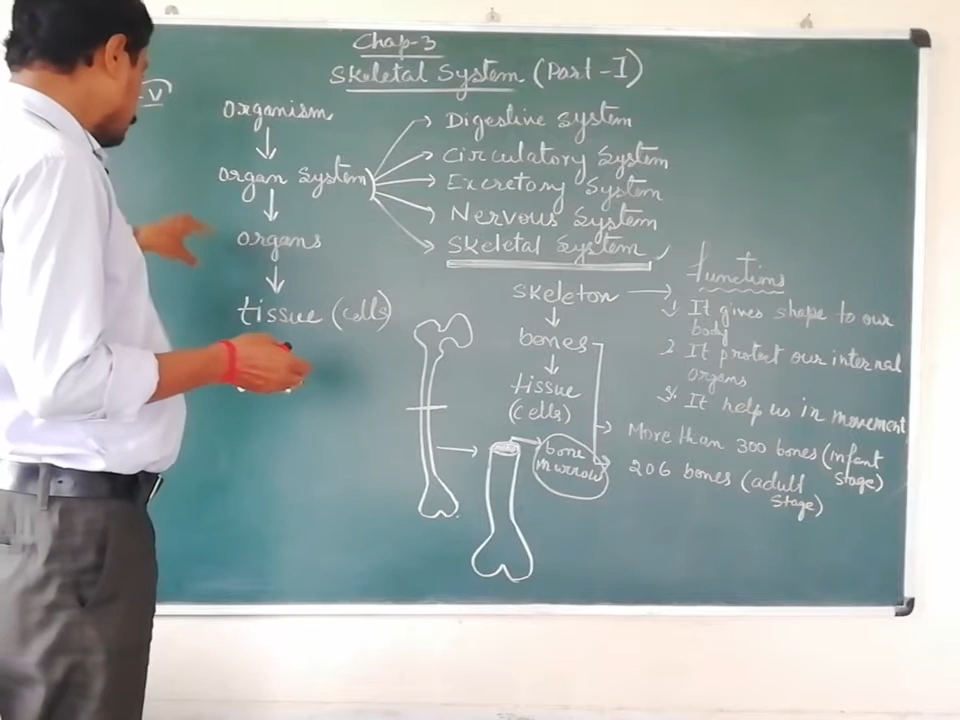 Chap-3
Skeletal System (Part-I)
-V
Organism
Organ System
Organs
tissue (cells)
Digestive System
Circulatory System
Excretory System
Nervous System
Skeletal System
Skeleton
bones
tissue
(cells)
functions
1. It gives shape to our
body
2. It protect our internal
organs
3. It help us in movement
More than 300 bones (infant
stage)
206 bones (adult
stage)
bone
murrow